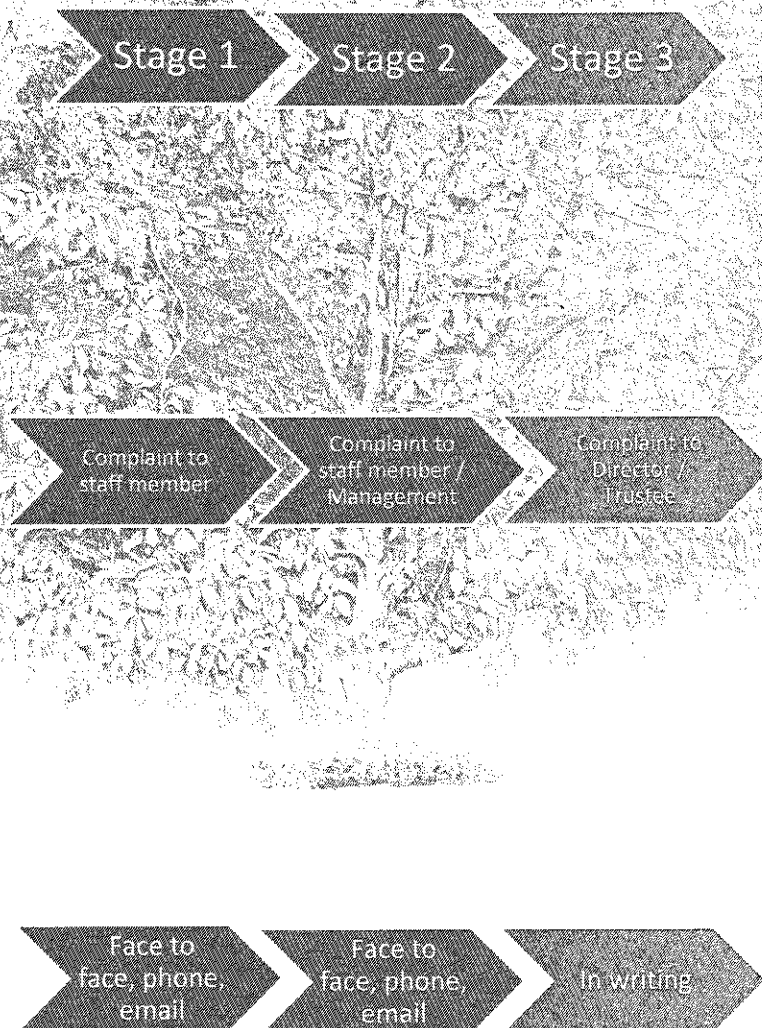 Stage 1
Stage 2
Stage 3
Complaint to
staff member
Complaint to
staff member /
Management
Complaint to
Director /
Trustee
Face to
face, phone,
email
Face to
face, phone,
email
In writing